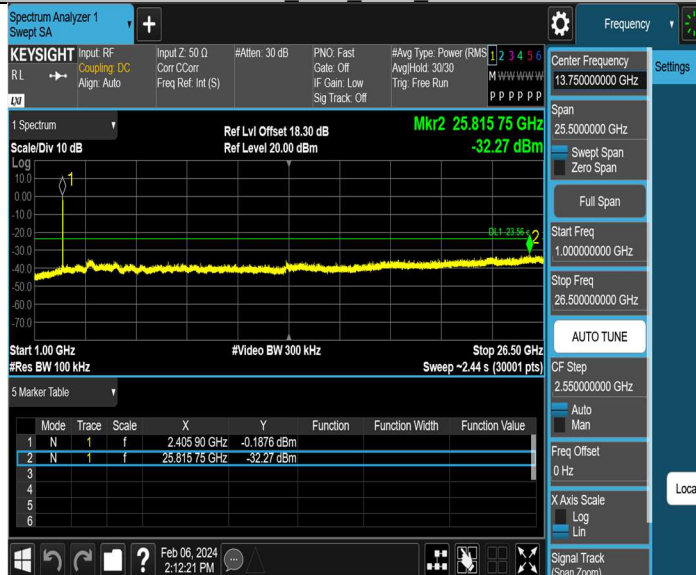 Spectrum Analyzer 1
Swept SA
+
Frequency
KEYSIGHT
Input: RF
Input Z: 50 Ω
#Atten: 30 dB
PNO: Fast
#Avg Type: Power (RMS
1 2 3 4 5 6
RL
Coupling: DC
Corr CCorr
Gate: Off
Avg|Hold: 30/30
M W W W W W
Align: Auto
Freq Ref: Int (S)
IF Gain: Low
Trig: Free Run
Sig Track: Off
P P P P P P
LXI
1 Spectrum
Ref Lvl Offset 18.30 dB
Mkr2 25.815 75 GHz
Scale/Div 10 dB
Ref Level 20.00 dBm
-32.27 dBm
Log
10.0
0.00
-10.0
-20.0
-30.0
-40.0
-50.0
-60.0
-70.0
1
DL1 -23.56
2
Start 1.00 GHz
#Video BW 300 kHz
Stop 26.50 GHz
#Res BW 100 kHz
Sweep ~2.44 s (30001 pts)
5 Marker Table
Mode Trace Scale X Y Function Function Width Function Value
1 N 1 f 2.405 90 GHz -0.1876 dBm
2 N 1 f 25.815 75 GHz -32.27 dBm
3
4
5
6
?
Feb 06, 2024
2:12:21 PM
Center Frequency
13.750000000 GHz
Settings
Span
25.5000000 GHz
Swept Span
Zero Span
Full Span
Start Freq
1.000000000 GHz
Stop Freq
26.500000000 GHz
AUTO TUNE
CF Step
2.550000000 GHz
Auto
Man
Freq Offset
0 Hz
X Axis Scale
Log
Lin
Signal Track
(Span Zoom)
Loca